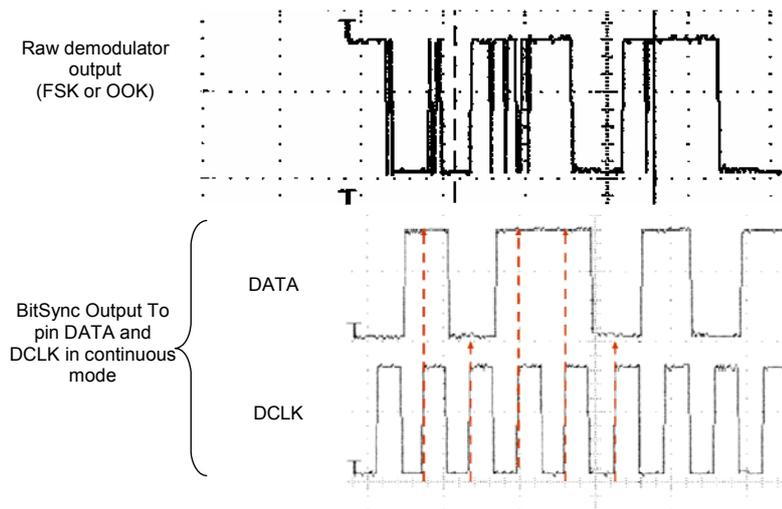 Raw demodulator
output
(FSK or OOK)
BitSync Output To
pin DATA and
DCLK in continuous
mode
DATA
DCLK